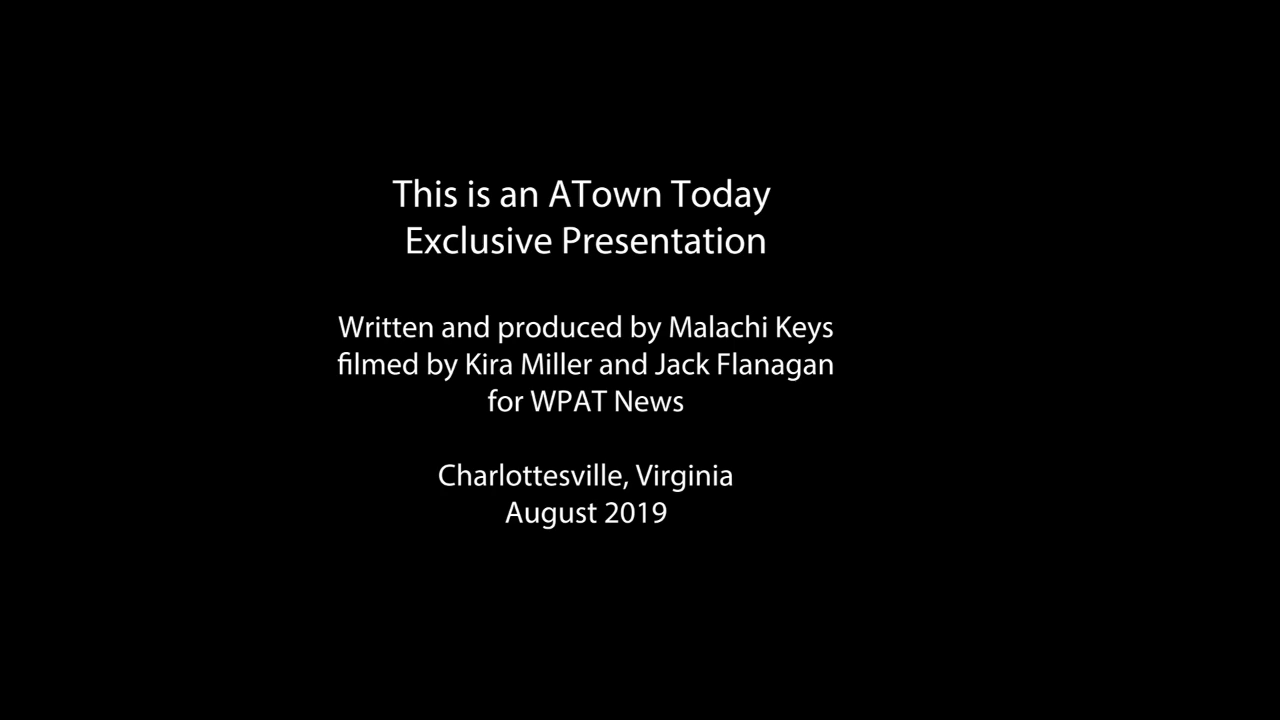 This is an ATown Today
Exclusive Presentation
Written and produced by Malachi Keys
filmed by Kira Miller and Jack Flanagan
for WPAT News
Charlottesville, Virginia
August 2019